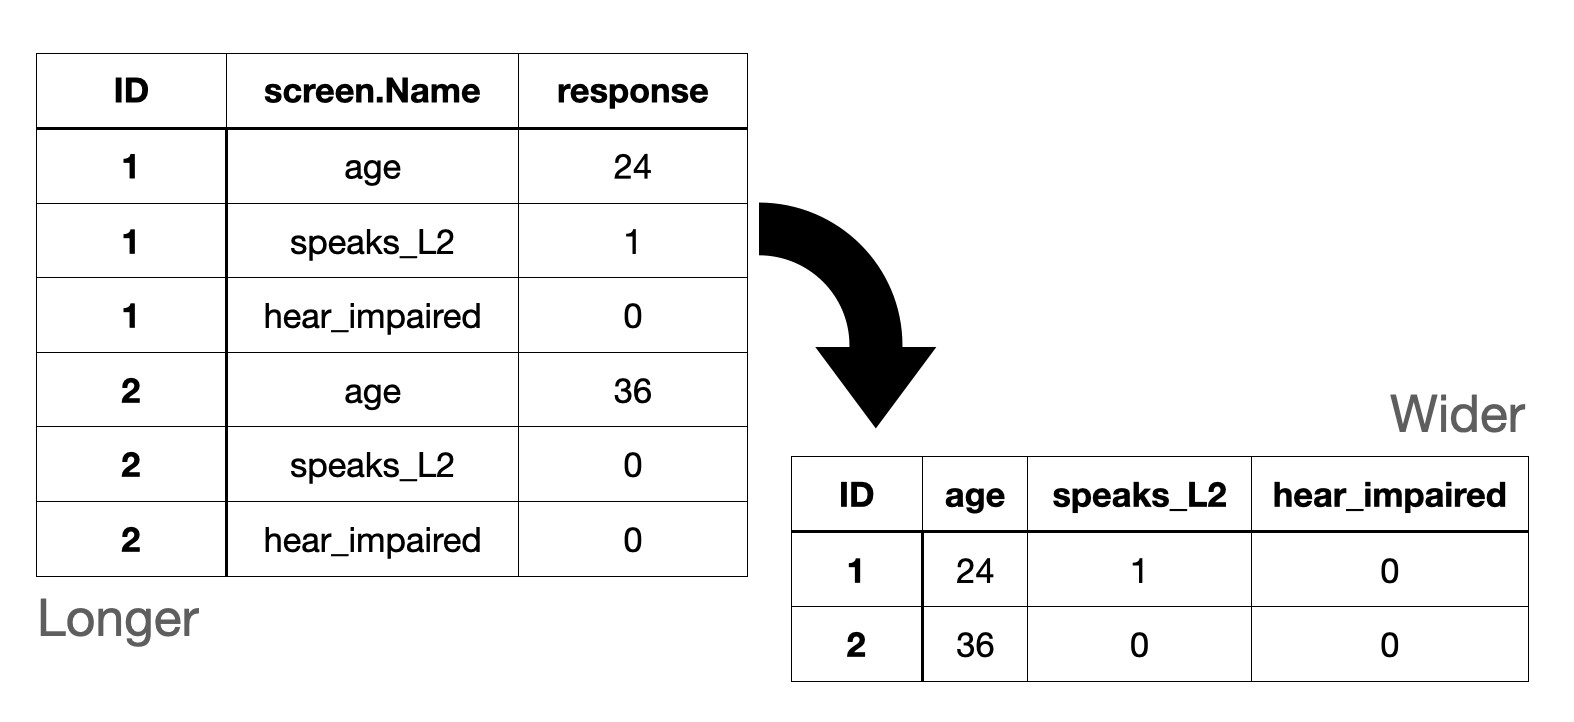 ID screen.Name response
1 age 24
1 speaks_L2 1
1 hear_impaired 0
2 age 36
2 speaks_L2 0
2 hear_impaired 0
Longer
Wider
ID age speaks_L2 hear_impaired
1 24 1 0
2 36 0 0